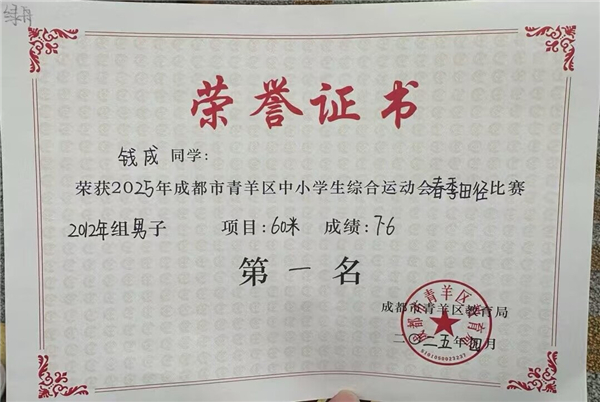 绿舟
荣誉证书
钱成同学:
荣获2025年成都市青羊区中小学生综合运动会春季田径比赛
2012年组男子 项目:60米 成绩:7.6
第一名
成都市青羊区教育局
二〇二五年四月
5101000023237